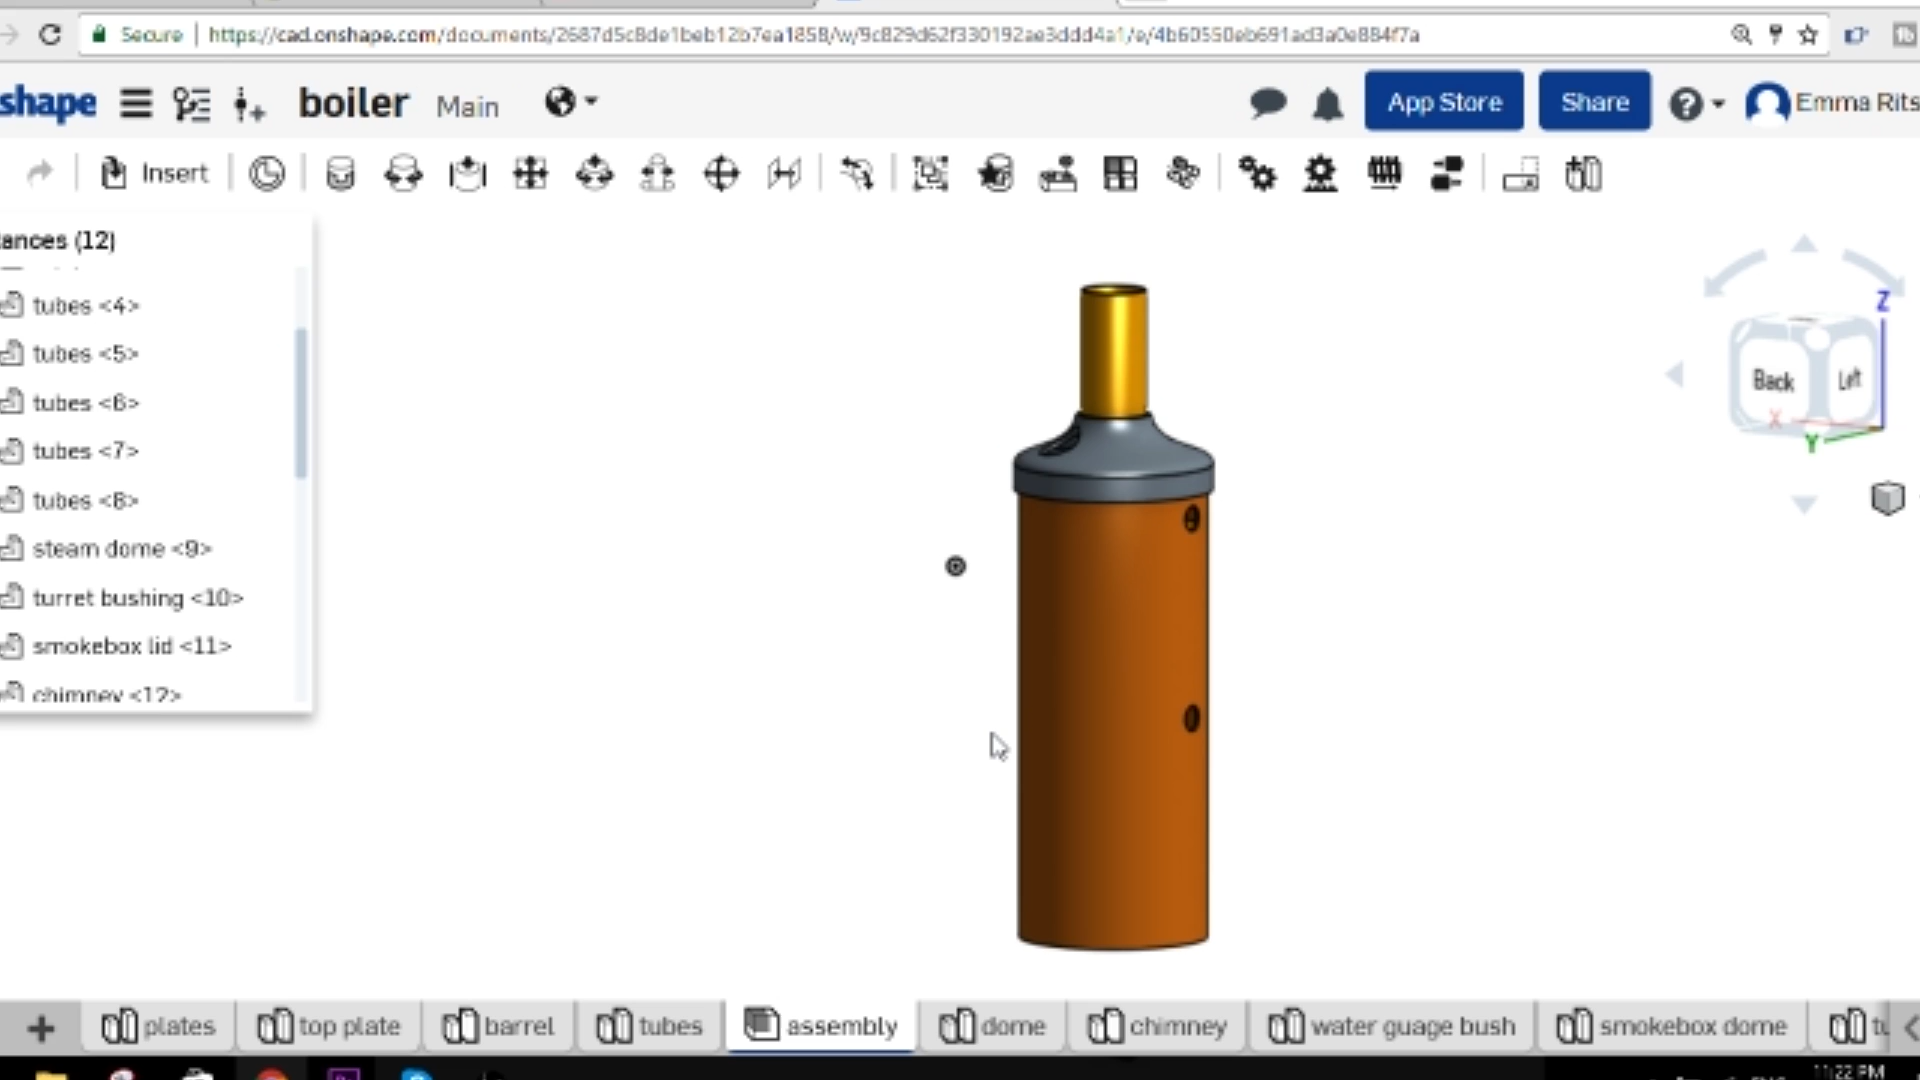 Secure https://cad.onshape.com/documents/2687d5c8de1beb12b7ea1858/w/9c829d62f330192ae3ddd4a1/e/4b60550eb691ad3a0e884f7a
shape boiler Main App Store Share Emma Rits
Insert
tances (12)
tubes <4>
tubes <5>
tubes <6>
tubes <7>
tubes <8>
steam dome <9>
turret bushing <10>
smokebox lid <11>
chimney <12>
Z
Back Left
X
Y
plates top plate barrel tubes assembly dome chimney water guage bush smokebox dome tu
11:22 PM